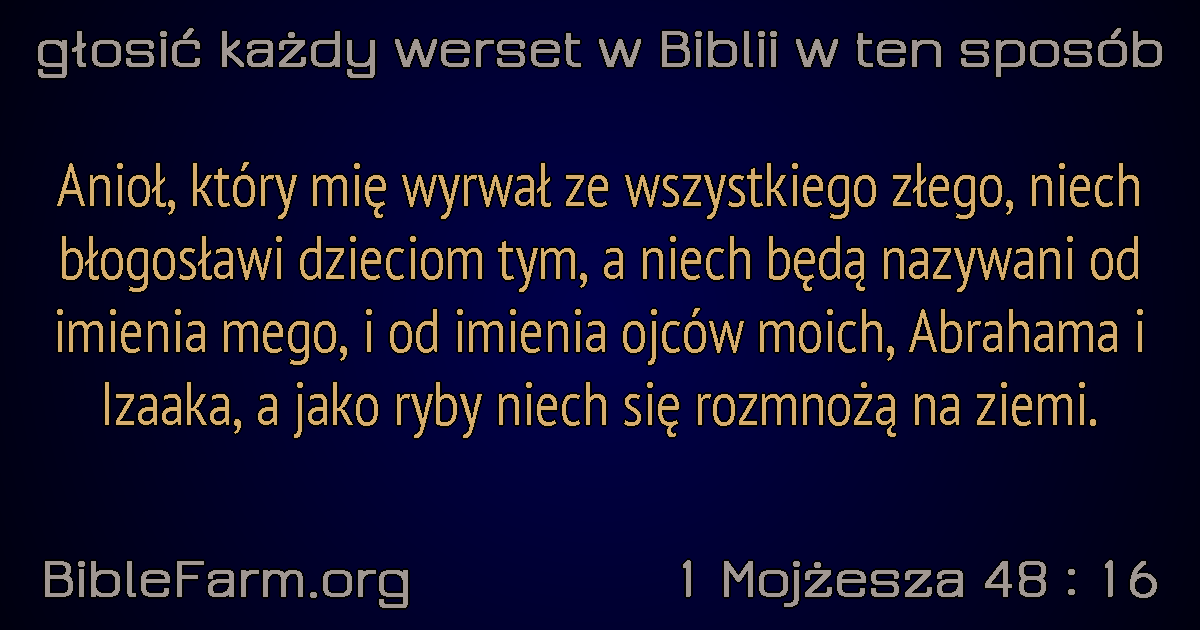 głosić każdy werset w Biblii w ten sposób
Anioł, który mię wyrwał ze wszystkiego złego, niech
błogosławi dzieciom tym, a niech będą nazywani od
imienia mego, i od imienia ojców moich, Abrahama i
Izaaka, a jako ryby niech się rozmnożą na ziemi.
BibleFarm.org
1 Mojżesza 48 : 16